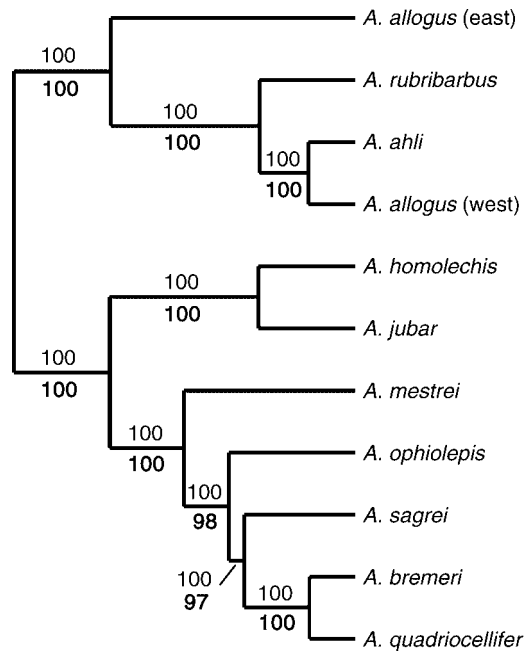 A. allogus (east)
100
100
A. rubribarbus
100
100
A. ahli
100
100
A. allogus (west)
A. homolechis
100
100
A. jubar
100
100
A. mestrei
100
100
A. ophiolepis
100
98
A. sagrei
100
97
A. bremeri
100
100
A. quadriocellifer